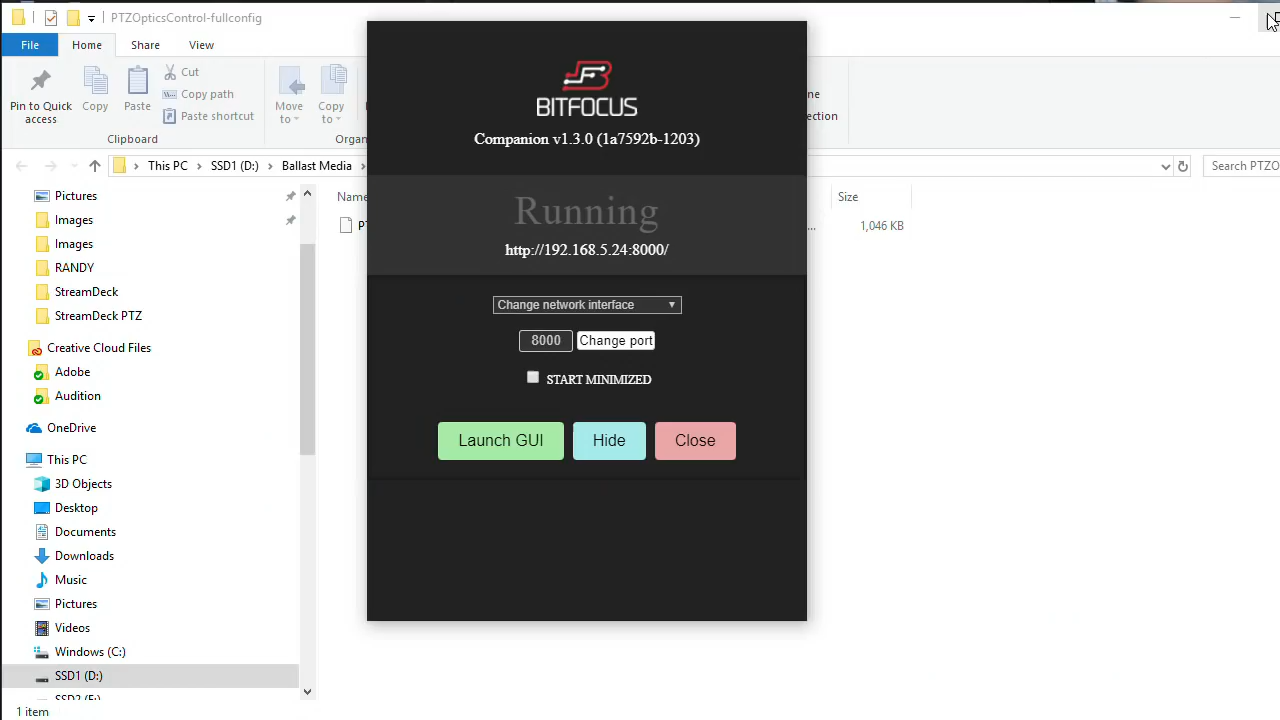 PTZOpticsControl-fullconfig
File Home Share View
Pin to Quick access
Copy
Paste
Cut
Copy path
Paste shortcut
Clipboard
Move to
Copy to
This PC SSD1 (D:) Ballast Media
Search PTZO
Pictures
Images
Images
RANDY
StreamDeck
StreamDeck PTZ
Creative Cloud Files
Adobe
Audition
OneDrive
This PC
3D Objects
Desktop
Documents
Downloads
Music
Pictures
Videos
Windows (C:)
SSD1 (D:)
1 item
Size
1,046 KB
BITFOCUS
Companion v1.3.0 (1a7592b-1203)
Running
http://192.168.5.24:8000/
Change network interface
8000 Change port
START MINIMIZED
Launch GUI Hide Close